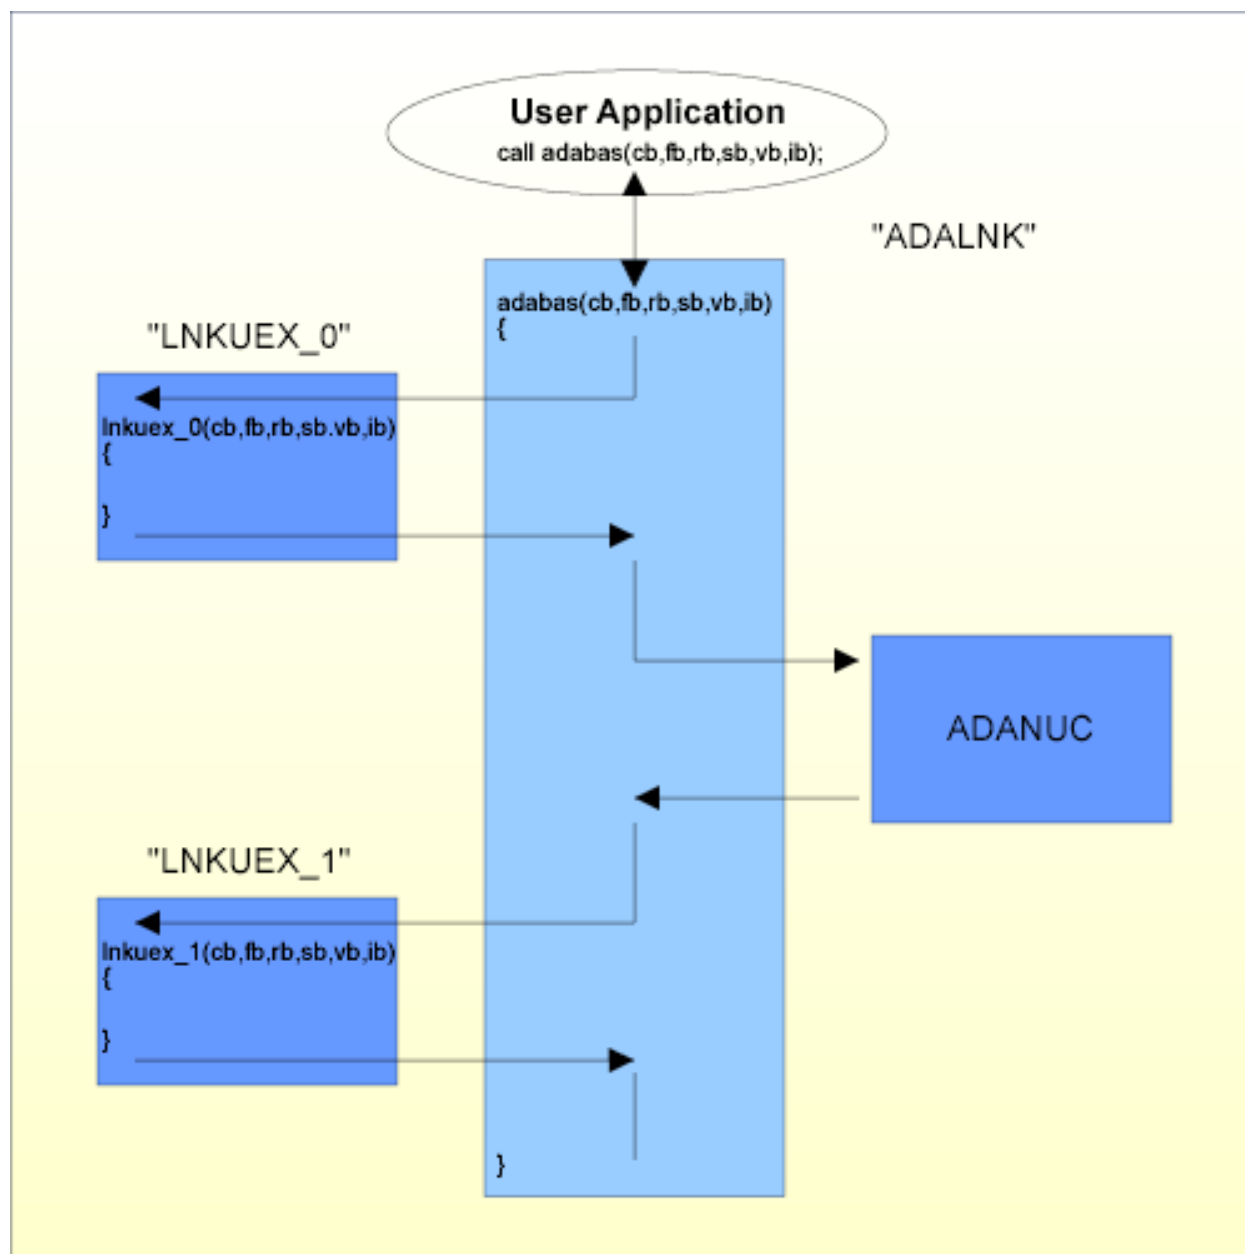 User Application
call adabas(cb,fb,rb,sb,vb,ib);
"ADALNK"
adabas(cb,fb,rb,sb,vb,ib)
{
"LNKUEX_0"
lnkuex_0(cb,fb,rb,sb.vb,ib)
{
}
ADANUC
"LNKUEX_1"
lnkuex_1(cb,fb,rb,sb,vb,ib)
{
}
}